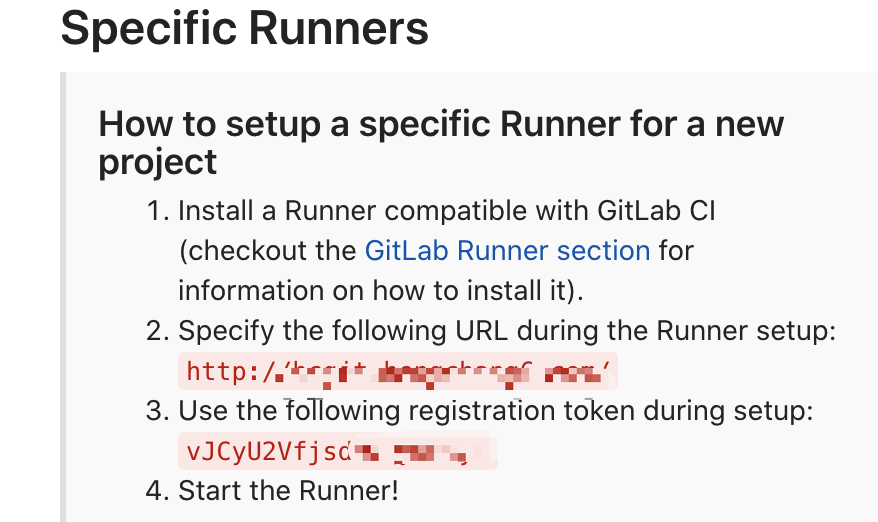 Specific Runners
How to setup a specific Runner for a new
project
1. Install a Runner compatible with GitLab CI
(checkout the GitLab Runner section for
information on how to install it).
2. Specify the following URL during the Runner setup:
http:/
3. Use the following registration token during setup:
vJCyU2Vfjsd
4. Start the Runner!